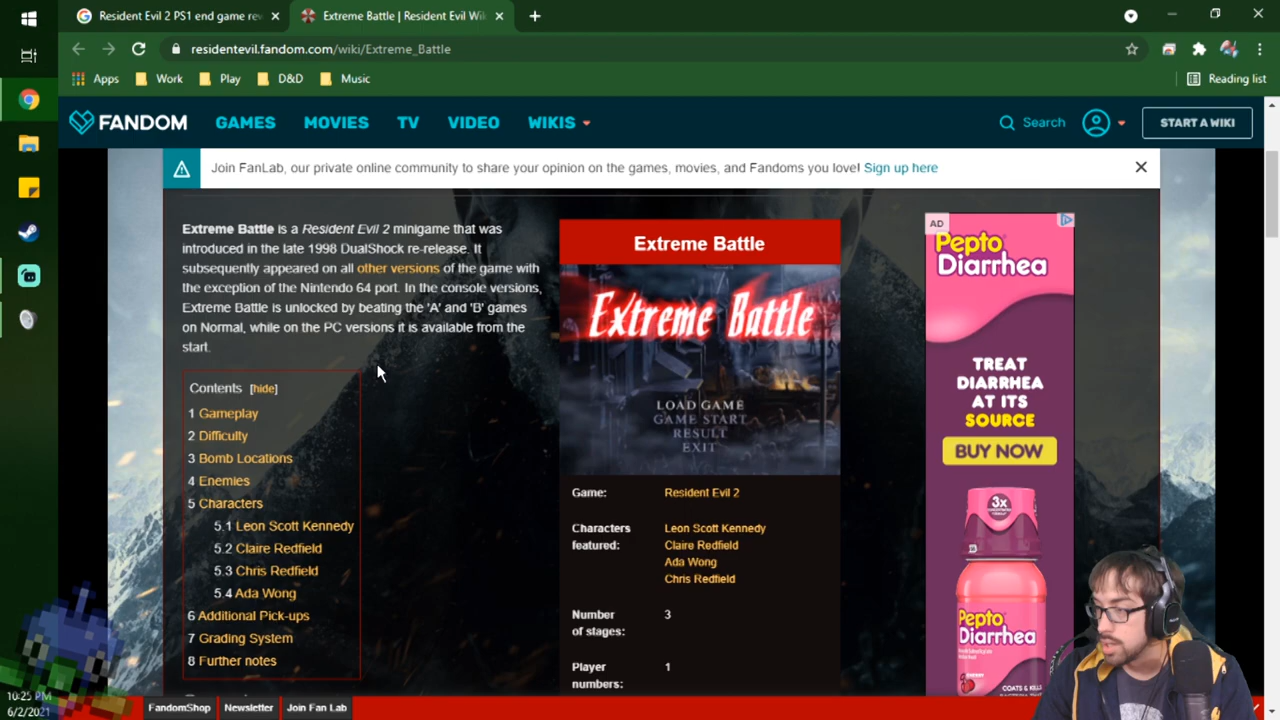 Resident Evil 2 PS1 end game rev
Extreme Battle | Resident Evil Wik
residentevil.fandom.com/wiki/Extreme_Battle
Apps Work Play D&D Music Reading list
FANDOM GAMES MOVIES TV VIDEO WIKIS Search START A WIKI
Join FanLab, our private online community to share your opinion on the games, movies, and Fandoms you love! Sign up here
Extreme Battle is a Resident Evil 2 minigame that was
introduced in the late 1998 DualShock re-release. It
subsequently appeared on all other versions of the game with
the exception of the Nintendo 64 port. In the console versions,
Extreme Battle is unlocked by beating the 'A' and 'B' games
on Normal, while on the PC versions it is available from the
start.
Contents [hide]
1 Gameplay
2 Difficulty
3 Bomb Locations
4 Enemies
5 Characters
5.1 Leon Scott Kennedy
5.2 Claire Redfield
5.3 Chris Redfield
5.4 Ada Wong
6 Additional Pick-ups
7 Grading System
8 Further notes
Extreme Battle
Extreme Battle
LOAD GAME
GAME START
RESULT
EXIT
Game: Resident Evil 2
Characters featured: Leon Scott Kennedy
Claire Redfield
Ada Wong
Chris Redfield
Number of stages: 3
Player numbers: 1
AD
Pepto
Diarrhea
TREAT
DIARRHEA
AT ITS
SOURCE
BUY NOW
3x
Pepto
Diarrhea
CHERRY
COATS & KILLS
FandomShop Newsletter Join Fan Lab
10:25 PM
6/2/2021